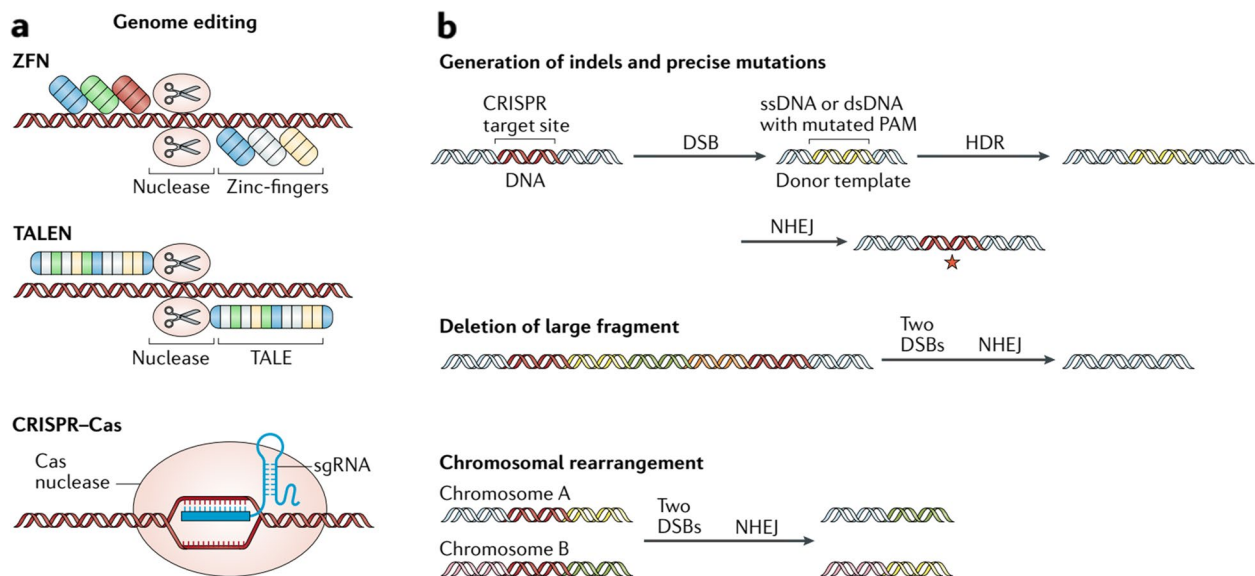 a
Genome editing
ZFN
Nuclease
Zinc-fingers
TALEN
Nuclease
TALE
CRISPR–Cas
Cas
nuclease
sgRNA
b
Generation of indels and precise mutations
CRISPR
target site
DNA
DSB
ssDNA or dsDNA
with mutated PAM
Donor template
HDR
NHEJ
Deletion of large fragment
Two
DSBs
NHEJ
Chromosomal rearrangement
Chromosome A
Chromosome B
Two
DSBs
NHEJ